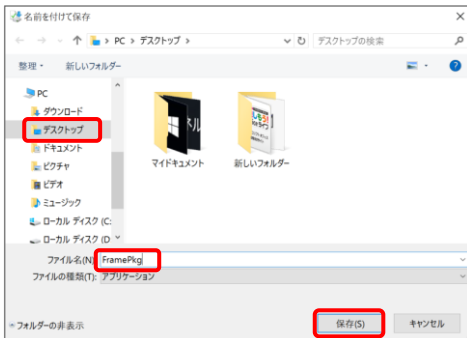 名前を付けて保存
PC > デスクトップ >
デスクトップの検索
整理
新しいフォルダー
PC
ダウンロード
デスクトップ
ドキュメント
ピクチャ
ビデオ
ミュージック
ローカル ディスク (C:
ローカル ディスク (D
マイドキュメント
新しいフォルダー
ファイル名(N):
FramePkg
ファイルの種類(T):
アプリケーション
フォルダーの非表示
保存(S)
キャンセル